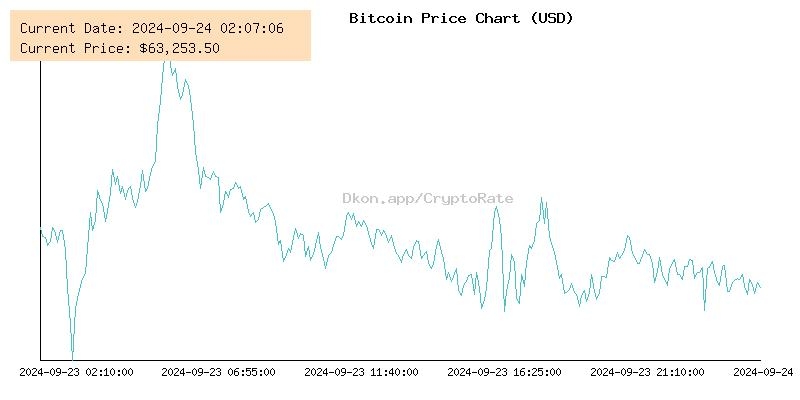 Bitcoin Price Chart (USD)
Current Date: 2024-09-24 02:07:06
Current Price: $63,253.50
Dkon.app/CryptoRate
2024-09-23 02:10:00 2024-09-23 06:55:00 2024-09-23 11:40:00 2024-09-23 16:25:00 2024-09-23 21:10:00 2024-09-24